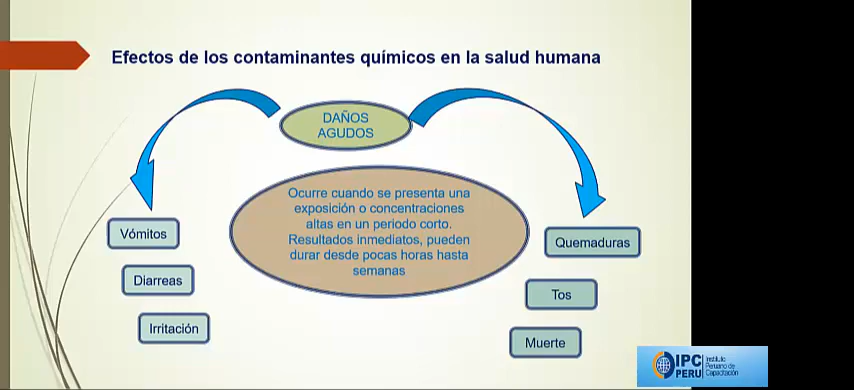 Efectos de los contaminantes químicos en la salud humana
DAÑOS
AGUDOS
Ocurre cuando se presenta una
exposición o concentraciones
altas en un periodo corto.
Resultados inmediatos, pueden
durar desde pocas horas hasta
semanas
Vómitos
Diarreas
Irritación
Quemaduras
Tos
Muerte
IPC
PERU
Instituto
Peruano de
Capacitación